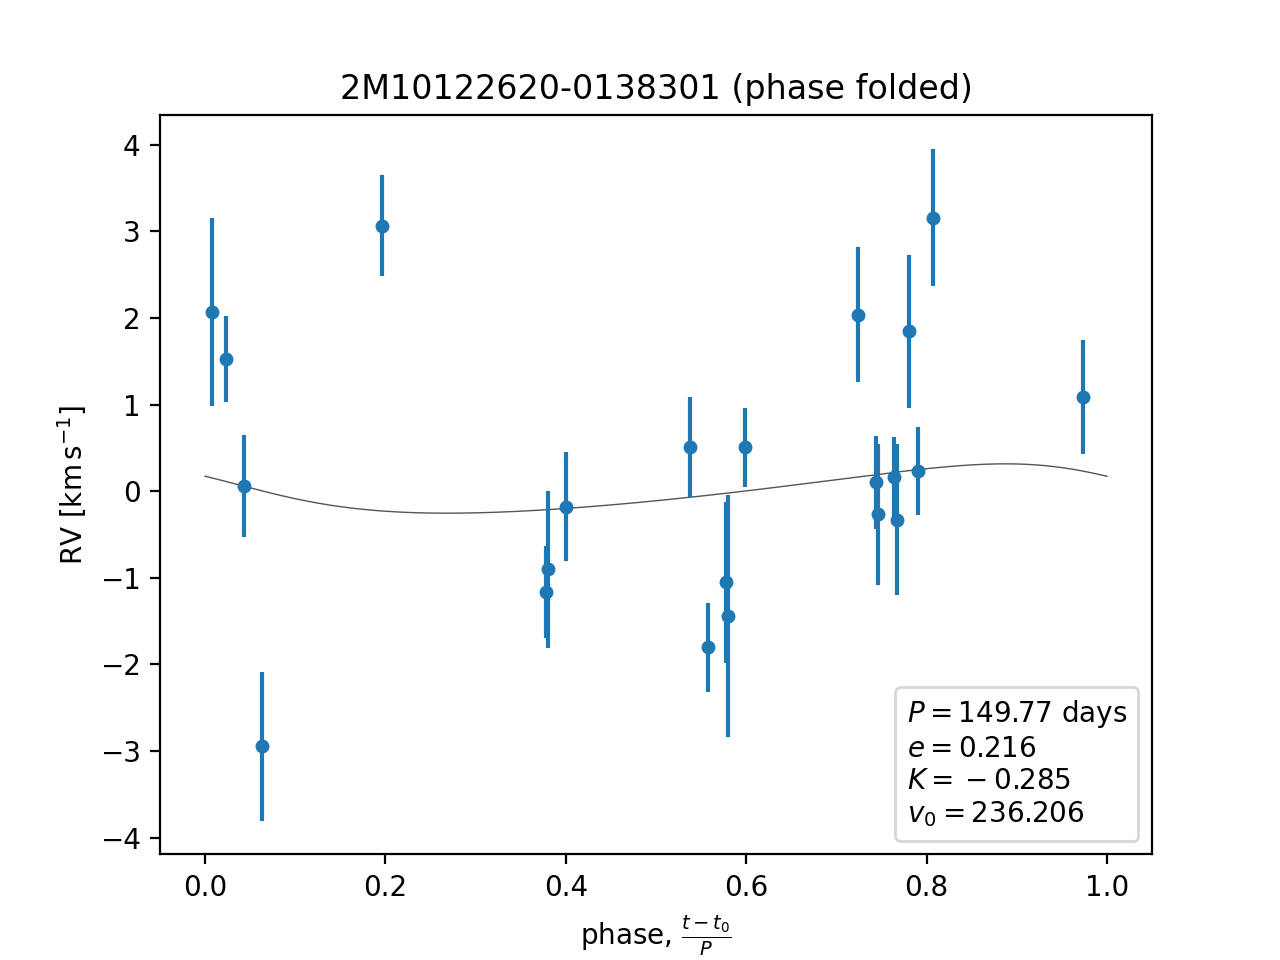 2M10122620-0138301 (phase folded)
RV [km s⁻¹]
4
3
2
1
0
−1
−2
−3
−4
P = 149.77 days
e = 0.216
K = −0.285
v₀ = 236.206
0.0 0.2 0.4 0.6 0.8 1.0
phase, (t − t₀)/P